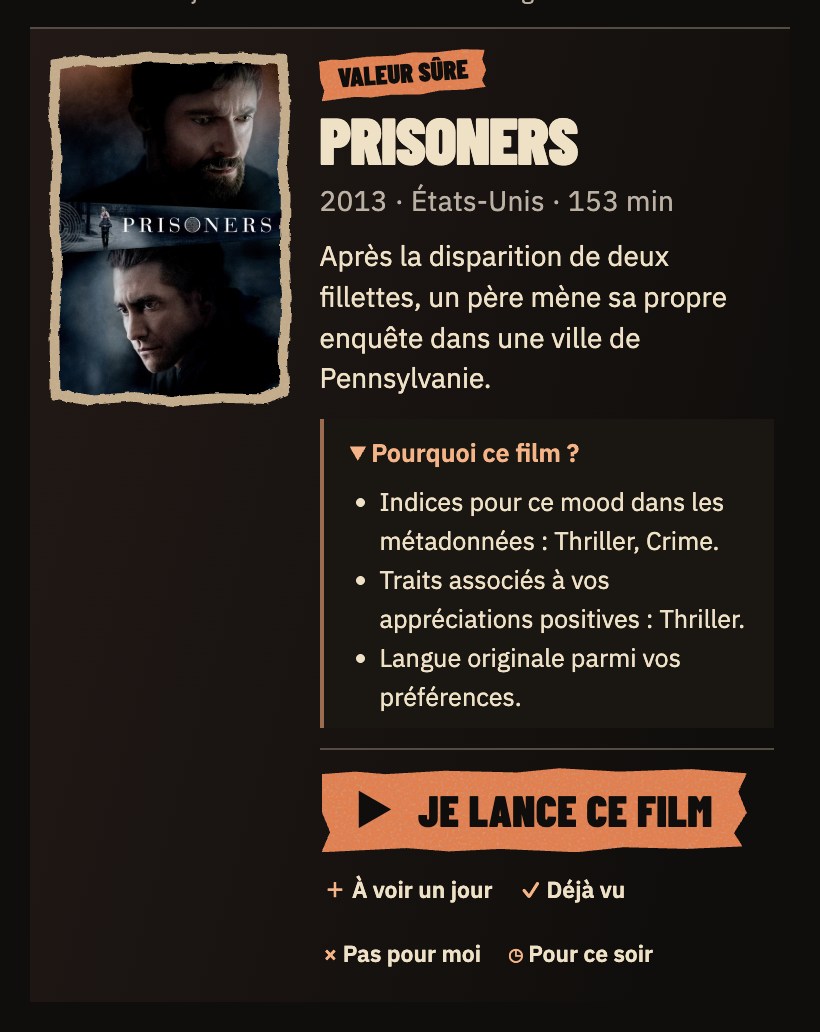 VALEUR SÛRE
PRISONERS
2013 · États-Unis · 153 min
PRISONERS
Après la disparition de deux
fillettes, un père mène sa propre
enquête dans une ville de
Pennsylvanie.
▼ Pourquoi ce film ?
• Indices pour ce mood dans les
métadonnées : Thriller, Crime.
• Traits associés à vos
appréciations positives : Thriller.
• Langue originale parmi vos
préférences.
▶ JE LANCE CE FILM
+ À voir un jour ✓ Déjà vu
× Pas pour moi ◷ Pour ce soir